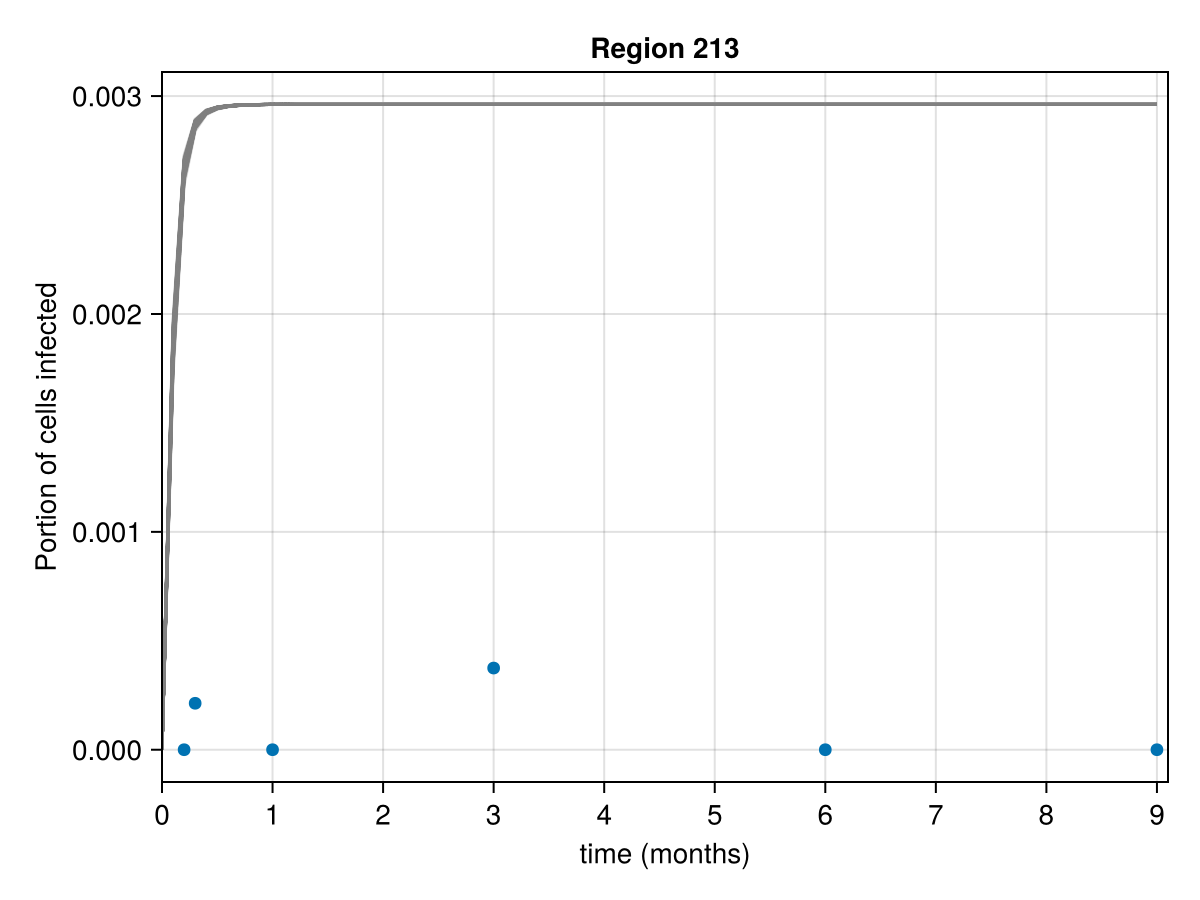 Region 213
0.003
0.002
0.001
0.000
Portion of cells infected
0 1 2 3 4 5 6 7 8 9
time (months)